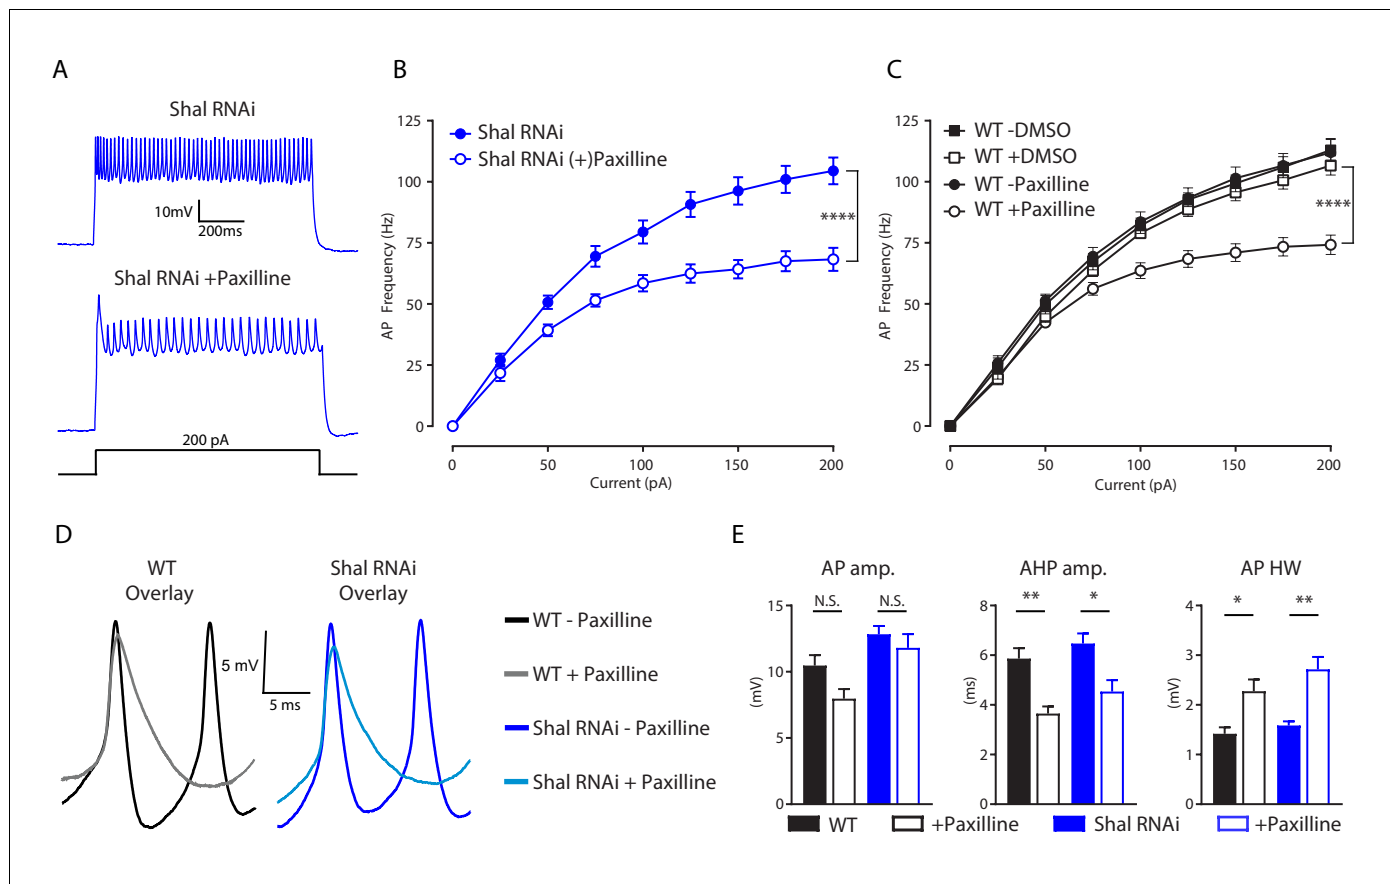 A
Shal RNAi
10mV
200ms
Shal RNAi +Paxilline
200 pA
B
125
100
75
50
25
0
AP Frequency (Hz)
Shal RNAi
Shal RNAi (+)Paxilline
****
0 50 100 150 200
Current (pA)
C
125
100
75
50
25
0
AP Frequency (Hz)
WT -DMSO
WT +DMSO
WT -Paxilline
WT +Paxilline
****
0 50 100 150 200
Current (pA)
D
WT
Overlay
Shal RNAi
Overlay
5 mV
5 ms
WT - Paxilline
WT + Paxilline
Shal RNAi - Paxilline
Shal RNAi + Paxilline
E
AP amp.
N.S. N.S.
15
10
5
0
(mV)
AHP amp.
** *
8
6
4
2
0
(ms)
AP HW
* **
4
3
2
1
0
(mV)
WT +Paxilline Shal RNAi +Paxilline